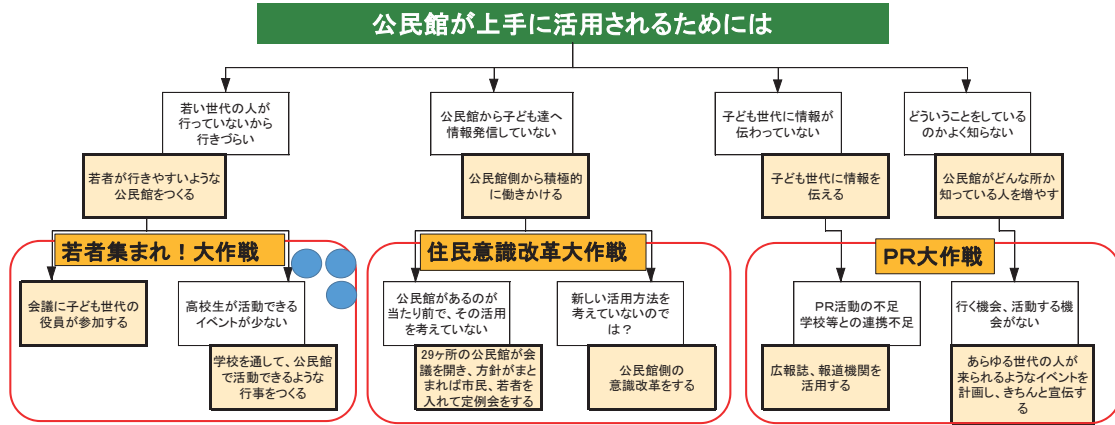 公民館が上手に活用されるためには
若い世代の人が
行っていないから
行きづらい
若者が行きやすいような
公民館をつくる
公民館から子ども達へ
情報発信していない
公民館側から積極的
に働きかける
子ども世代に情報が
伝わっていない
子ども世代に情報を
伝える
どういうことをしている
のかよく知らない
公民館がどんな所か
知っている人を増やす
若者集まれ！大作戦
会議に子ども世代の
役員が参加する
高校生が活動できる
イベントが少ない
学校を通して、公民館
で活動できるような
行事をつくる
住民意識改革大作戦
公民館があるのが
当たり前で、その活用
を考えていない
29ヶ所の公民館が会
議を開き、方針がまと
まれば市民、若者を
入れて定例会をする
新しい活用方法を
考えていないので
は？
公民館側の
意識改革をする
PR大作戦
PR活動の不足
学校等との連携不足
広報誌、報道機関を
活用する
行く機会、活動する機
会がない
あらゆる世代の人が
来られるようなイベントを
計画し、きちんと宣伝す
る